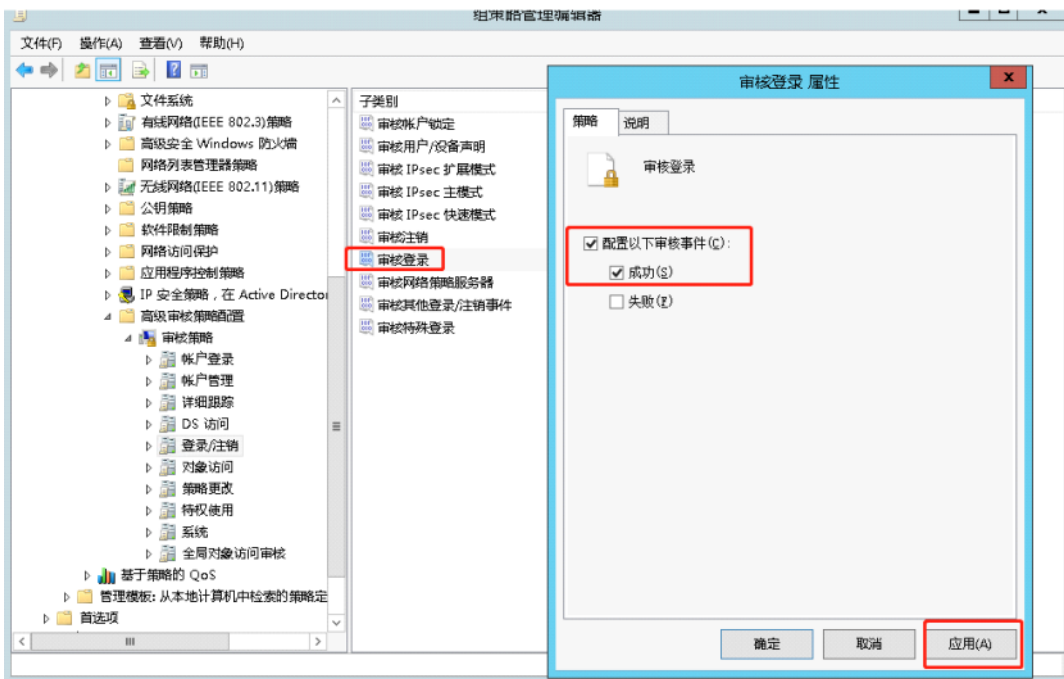 组策略管理编辑器
文件(F) 操作(A) 查看(V) 帮助(H)
文件系统
有线网络(IEEE 802.3)策略
高级安全 Windows 防火墙
网络列表管理器策略
无线网络(IEEE 802.11)策略
公钥策略
软件限制策略
网络访问保护
应用程序控制策略
IP 安全策略，在 Active Director
高级审核策略配置
审核策略
帐户登录
帐户管理
详细跟踪
DS 访问
登录/注销
对象访问
策略更改
特权使用
系统
全局对象访问审核
基于策略的 QoS
管理模板: 从本地计算机中检索的策略定
首选项
子类别
审核帐户锁定
审核用户/设备声明
审核 IPsec 扩展模式
审核 IPsec 主模式
审核 IPsec 快速模式
审核注销
审核登录
审核网络策略服务器
审核其他登录/注销事件
审核特殊登录
审核登录 属性
策略 说明
审核登录
配置以下审核事件(C):
成功(S)
失败(F)
确定 取消 应用(A)